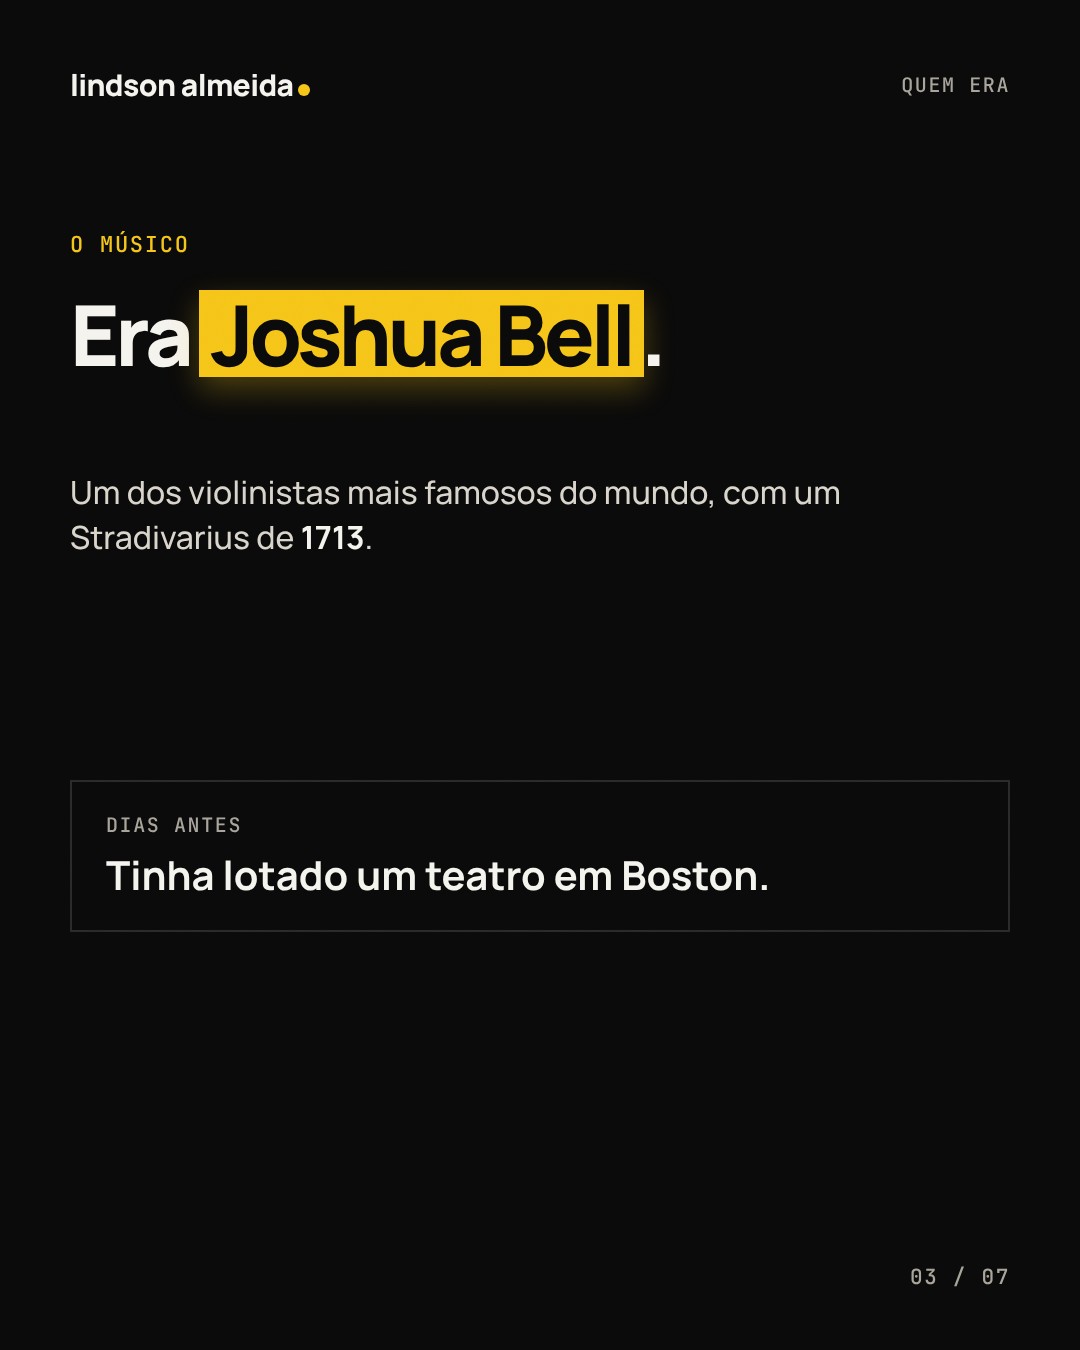 lindson almeida
QUEM ERA
O MÚSICO
Era Joshua Bell.
Um dos violinistas mais famosos do mundo, com um
Stradivarius de 1713.
DIAS ANTES
Tinha lotado um teatro em Boston.
03 / 07